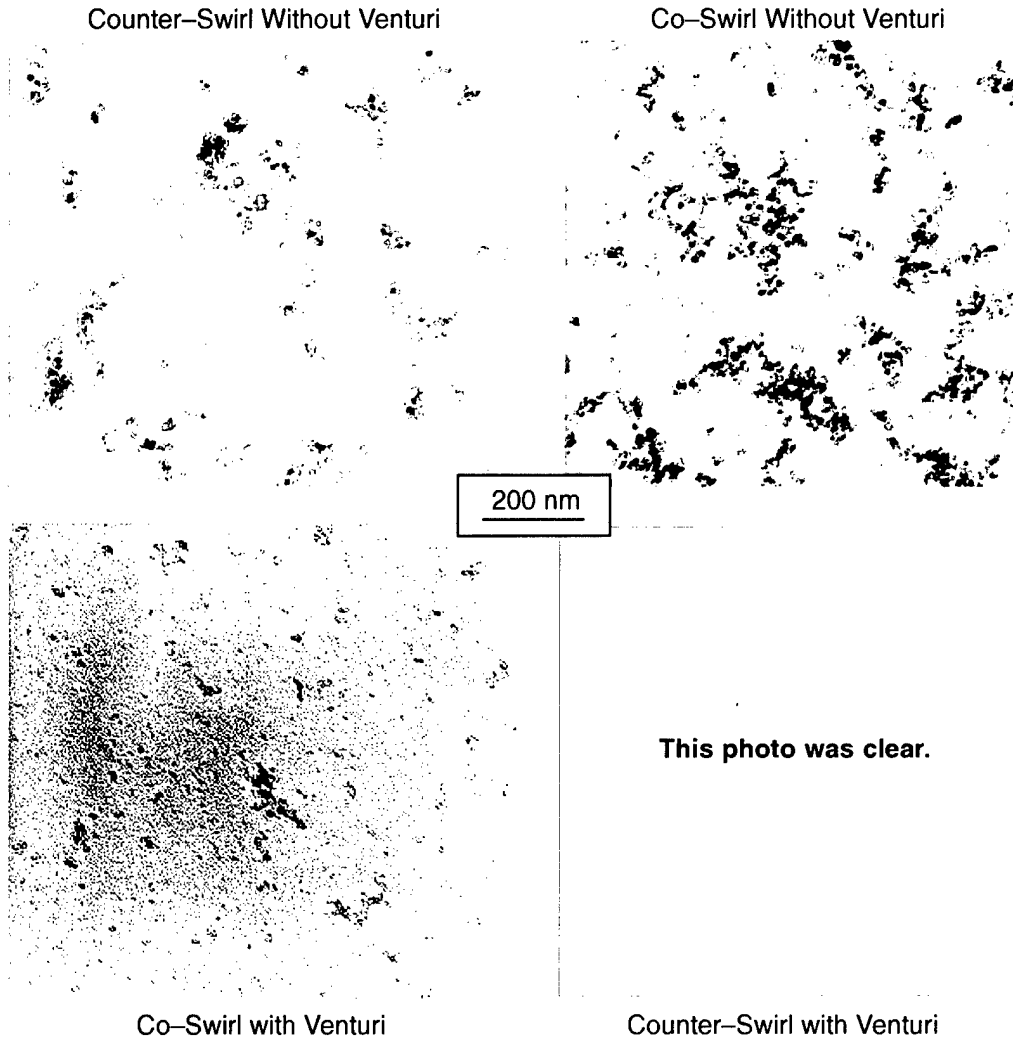 Counter–Swirl Without Venturi
Co–Swirl Without Venturi
200 nm
This photo was clear.
Co–Swirl with Venturi
Counter–Swirl with Venturi